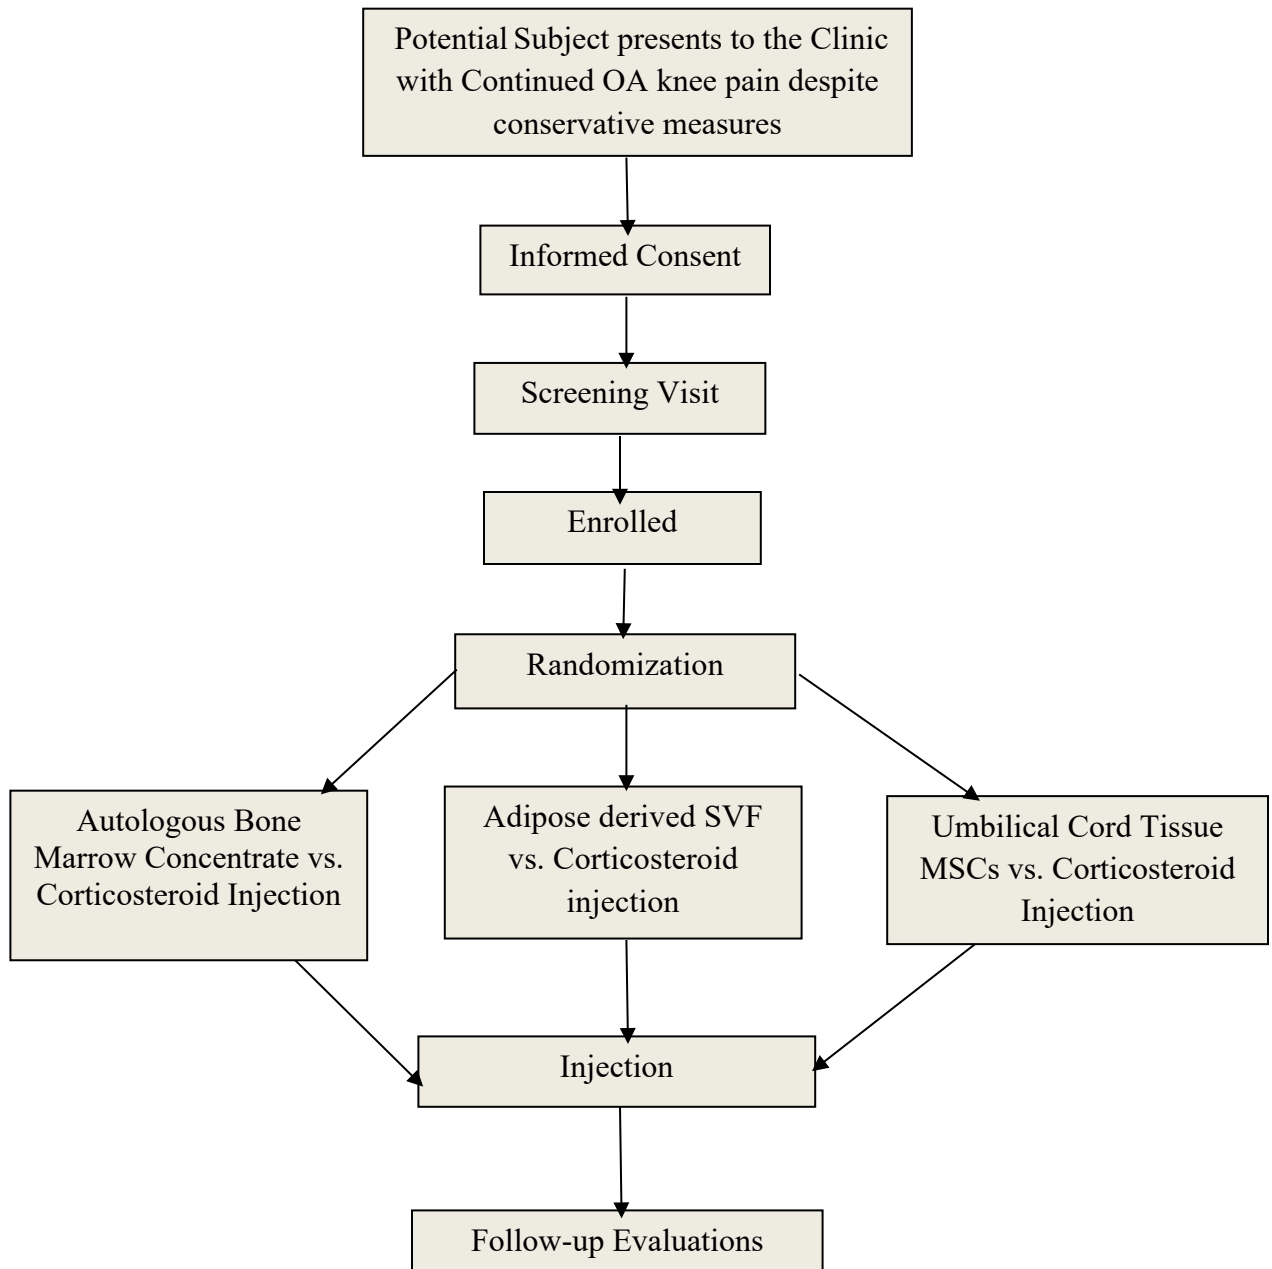 Potential Subject presents to the Clinic
with Continued OA knee pain despite
conservative measures
Informed Consent
Screening Visit
Enrolled
Randomization
Autologous Bone
Marrow Concentrate vs.
Corticosteroid Injection
Adipose derived SVF
vs. Corticosteroid
injection
Umbilical Cord Tissue
MSCs vs. Corticosteroid
Injection
Injection
Follow-up Evaluations